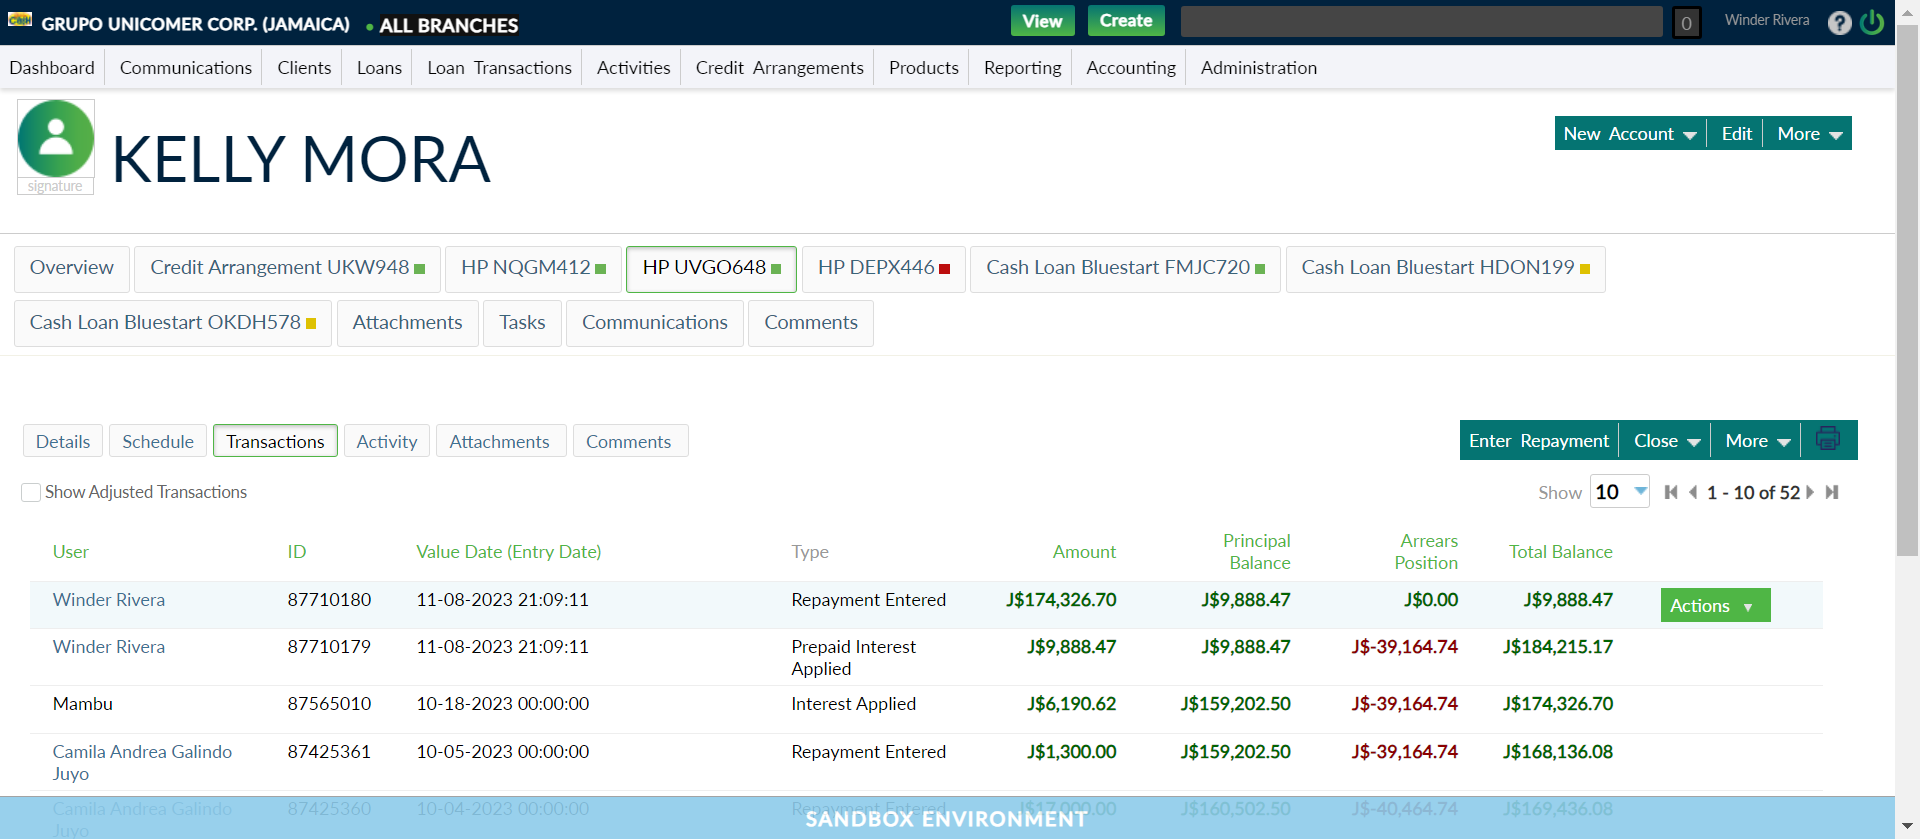 GRUPO UNICOMER CORP. (JAMAICA) • ALL BRANCHES View Create 0 Winder Rivera ?
Dashboard Communications Clients Loans Loan Transactions Activities Credit Arrangements Products Reporting Accounting Administration
KELLY MORA
signature
New Account Edit More
Overview Credit Arrangement UKW948 HP NQGM412 HP UVGO648 HP DEPX446 Cash Loan Bluestart FMJC720 Cash Loan Bluestart HDON199
Cash Loan Bluestart OKDH578 Attachments Tasks Communications Comments
Details Schedule Transactions Activity Attachments Comments
Enter Repayment Close More
Show Adjusted Transactions
Show 10 1 - 10 of 52
User ID Value Date (Entry Date) Type Amount Principal Balance Arrears Position Total Balance
Winder Rivera 87710180 11-08-2023 21:09:11 Repayment Entered J$174,326.70 J$9,888.47 J$0.00 J$9,888.47 Actions
Winder Rivera 87710179 11-08-2023 21:09:11 Prepaid Interest Applied J$9,888.47 J$9,888.47 J$-39,164.74 J$184,215.17
Mambu 87565010 10-18-2023 00:00:00 Interest Applied J$6,190.62 J$159,202.50 J$-39,164.74 J$174,326.70
Camila Andrea Galindo Juyo 87425361 10-05-2023 00:00:00 Repayment Entered J$1,300.00 J$159,202.50 J$-39,164.74 J$168,136.08
Camila Andrea Galindo Juyo 87425360 10-04-2023 00:00:00 Repayment Entered J$17,000.00 J$160,502.50 J$-40,464.74 J$169,436.08
SANDBOX ENVIRONMENT